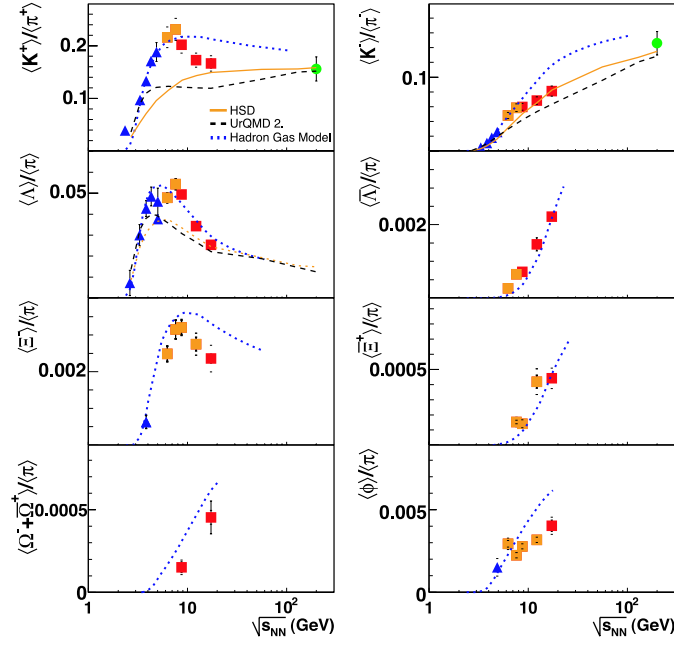 ⟨K⁺⟩/⟨π⁺⟩
0.2
0.1
HSD
UrQMD 2.
Hadron Gas Model
⟨K⁻⟩/⟨π⁻⟩
0.1
⟨Λ⟩/⟨π⟩
0.05
⟨Λ̅⟩/⟨π⟩
0.002
⟨Ξ⁻⟩/⟨π⟩
0.002
⟨Ξ̅⁺⟩/⟨π⟩
0.0005
⟨Ω⁻+Ω̅⁺⟩/⟨π⟩
0.0005
0
1 10 10²
√sNN (GeV)
⟨ϕ⟩/⟨π⟩
0.005
0
1 10 10²
√sNN (GeV)